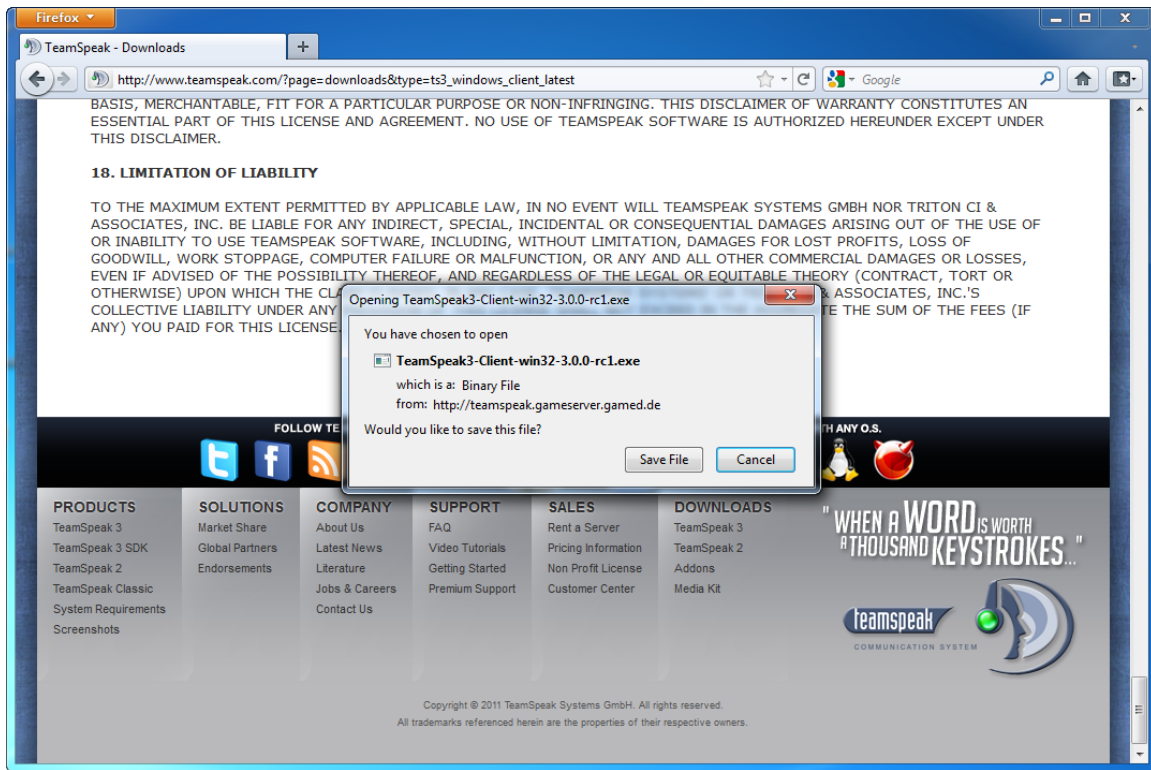 Firefox
TeamSpeak - Downloads
http://www.teamspeak.com/?page=downloads&type=ts3_windows_client_latest
Google
BASIS, MERCHANTABLE, FIT FOR A PARTICULAR PURPOSE OR NON-INFRINGING. THIS DISCLAIMER OF WARRANTY CONSTITUTES AN
ESSENTIAL PART OF THIS LICENSE AND AGREEMENT. NO USE OF TEAMSPEAK SOFTWARE IS AUTHORIZED HEREUNDER EXCEPT UNDER
THIS DISCLAIMER.
18. LIMITATION OF LIABILITY
TO THE MAXIMUM EXTENT PERMITTED BY APPLICABLE LAW, IN NO EVENT WILL TEAMSPEAK SYSTEMS GMBH NOR TRITON CI &
ASSOCIATES, INC. BE LIABLE FOR ANY INDIRECT, SPECIAL, INCIDENTAL OR CONSEQUENTIAL DAMAGES ARISING OUT OF THE USE OF
OR INABILITY TO USE TEAMSPEAK SOFTWARE, INCLUDING, WITHOUT LIMITATION, DAMAGES FOR LOST PROFITS, LOSS OF
GOODWILL, WORK STOPPAGE, COMPUTER FAILURE OR MALFUNCTION, OR ANY AND ALL OTHER COMMERCIAL DAMAGES OR LOSSES,
EVEN IF ADVISED OF THE POSSIBILITY THEREOF, AND REGARDLESS OF THE LEGAL OR EQUITABLE THEORY (CONTRACT, TORT OR
OTHERWISE) UPON WHICH THE & ASSOCIATES, INC.'S
COLLECTIVE LIABILITY UNDER ANY THE SUM OF THE FEES (IF
ANY) YOU PAID FOR THIS LICENSE.
Opening TeamSpeak3-Client-win32-3.0.0-rc1.exe
You have chosen to open
TeamSpeak3-Client-win32-3.0.0-rc1.exe
which is a: Binary File
from: http://teamspeak.gameserver.gamed.de
Would you like to save this file?
Save File Cancel
FOLLOW ANY O.S.
PRODUCTS
TeamSpeak 3
TeamSpeak 3 SDK
TeamSpeak 2
TeamSpeak Classic
System Requirements
Screenshots
SOLUTIONS
Market Share
Global Partners
Endorsements
COMPANY
About Us
Latest News
Literature
Jobs & Careers
Contact Us
SUPPORT
FAQ
Video Tutorials
Getting Started
Premium Support
SALES
Rent a Server
Pricing Information
Non Profit License
Customer Center
DOWNLOADS
TeamSpeak 3
TeamSpeak 2
Addons
Media Kit
"WHEN A WORD IS WORTH
A THOUSAND KEYSTROKES..."
teamspeak
COMMUNICATION SYSTEM
Copyright © 2011 TeamSpeak Systems GmbH. All rights reserved.
All trademarks referenced herein are the properties of their respective owners.